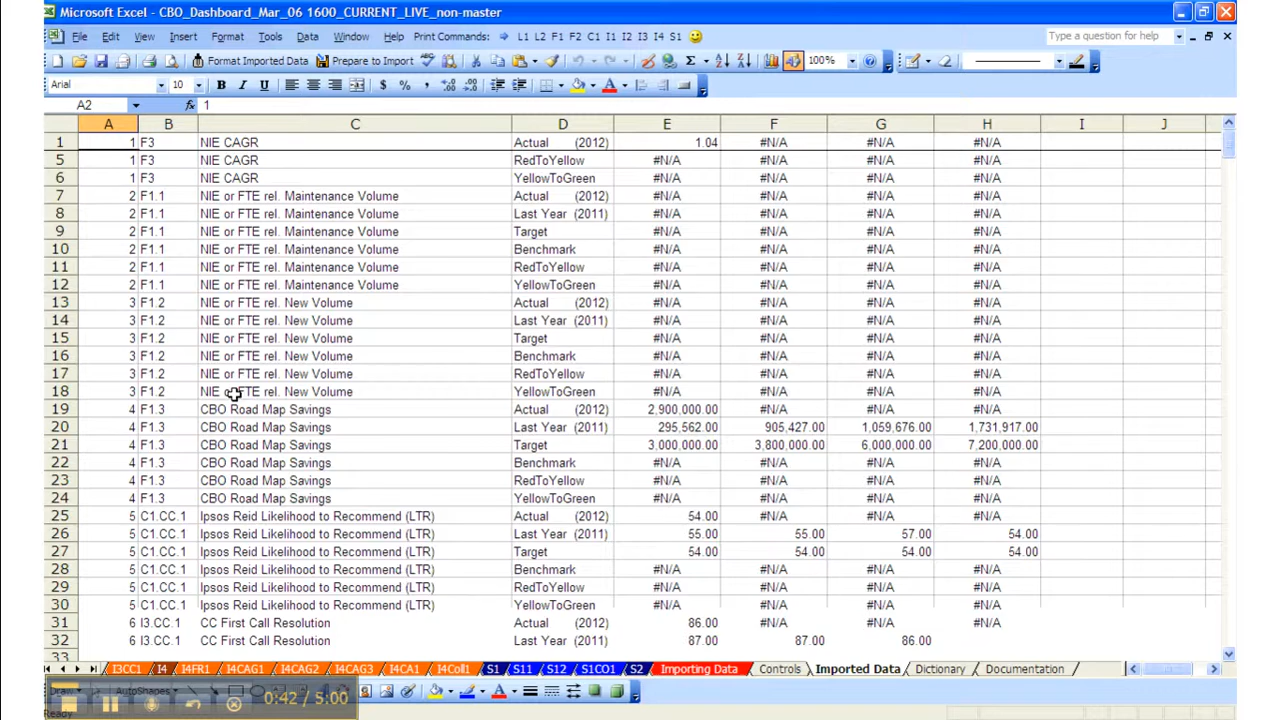 Microsoft Excel - CBO_Dashboard_Mar_06 1600_CURRENT_LIVE_non-master
File Edit View Insert Format Tools Data Window Help Print Commands: L1 L2 F1 F2 C1 I1 I2 I3 I4 S1 Type a question for help
Format Imported Data Prepare to Import Σ 100%
Arial 10 B I U $ % , A
A2 fx 1
A B C D E F G H I J
1 1 F3 NIE CAGR Actual (2012) 1.04 #N/A #N/A #N/A
5 1 F3 NIE CAGR RedToYellow #N/A #N/A #N/A #N/A
6 1 F3 NIE CAGR YellowToGreen #N/A #N/A #N/A #N/A
7 2 F1.1 NIE or FTE rel. Maintenance Volume Actual (2012) #N/A #N/A #N/A #N/A
8 2 F1.1 NIE or FTE rel. Maintenance Volume Last Year (2011) #N/A #N/A #N/A #N/A
9 2 F1.1 NIE or FTE rel. Maintenance Volume Target #N/A #N/A #N/A #N/A
10 2 F1.1 NIE or FTE rel. Maintenance Volume Benchmark #N/A #N/A #N/A #N/A
11 2 F1.1 NIE or FTE rel. Maintenance Volume RedToYellow #N/A #N/A #N/A #N/A
12 2 F1.1 NIE or FTE rel. Maintenance Volume YellowToGreen #N/A #N/A #N/A #N/A
13 3 F1.2 NIE or FTE rel. New Volume Actual (2012) #N/A #N/A #N/A #N/A
14 3 F1.2 NIE or FTE rel. New Volume Last Year (2011) #N/A #N/A #N/A #N/A
15 3 F1.2 NIE or FTE rel. New Volume Target #N/A #N/A #N/A #N/A
16 3 F1.2 NIE or FTE rel. New Volume Benchmark #N/A #N/A #N/A #N/A
17 3 F1.2 NIE or FTE rel. New Volume RedToYellow #N/A #N/A #N/A #N/A
18 3 F1.2 NIE or FTE rel. New Volume YellowToGreen #N/A #N/A #N/A #N/A
19 4 F1.3 CBO Road Map Savings Actual (2012) 2,900,000.00 #N/A #N/A #N/A
20 4 F1.3 CBO Road Map Savings Last Year (2011) 295,562.00 905,427.00 1,059,676.00 1,731,917.00
21 4 F1.3 CBO Road Map Savings Target 3,000,000.00 3,800,000.00 6,000,000.00 7,200,000.00
22 4 F1.3 CBO Road Map Savings Benchmark #N/A #N/A #N/A #N/A
23 4 F1.3 CBO Road Map Savings RedToYellow #N/A #N/A #N/A #N/A
24 4 F1.3 CBO Road Map Savings YellowToGreen #N/A #N/A #N/A #N/A
25 5 C1.CC.1 Ipsos Reid Likelihood to Recommend (LTR) Actual (2012) 54.00 #N/A #N/A #N/A
26 5 C1.CC.1 Ipsos Reid Likelihood to Recommend (LTR) Last Year (2011) 55.00 55.00 57.00 54.00
27 5 C1.CC.1 Ipsos Reid Likelihood to Recommend (LTR) Target 54.00 54.00 54.00 54.00
28 5 C1.CC.1 Ipsos Reid Likelihood to Recommend (LTR) Benchmark #N/A #N/A #N/A #N/A
29 5 C1.CC.1 Ipsos Reid Likelihood to Recommend (LTR) RedToYellow #N/A #N/A #N/A #N/A
30 5 C1.CC.1 Ipsos Reid Likelihood to Recommend (LTR) YellowToGreen #N/A #N/A #N/A #N/A
31 6 I3.CC.1 CC First Call Resolution Actual (2012) 86.00 #N/A #N/A #N/A
32 6 I3.CC.1 CC First Call Resolution Last Year (2011) 87.00 87.00 86.00
33
I3CC1 I4 I4FR1 I4CAG1 I4CAG2 I4CAG3 I4CA1 I4Coll1 S1 S11 S12 S1CO1 S2 Importing Data Controls Imported Data Dictionary Documentation
Draw AutoShapes 0:42 / 5:00 A
Ready